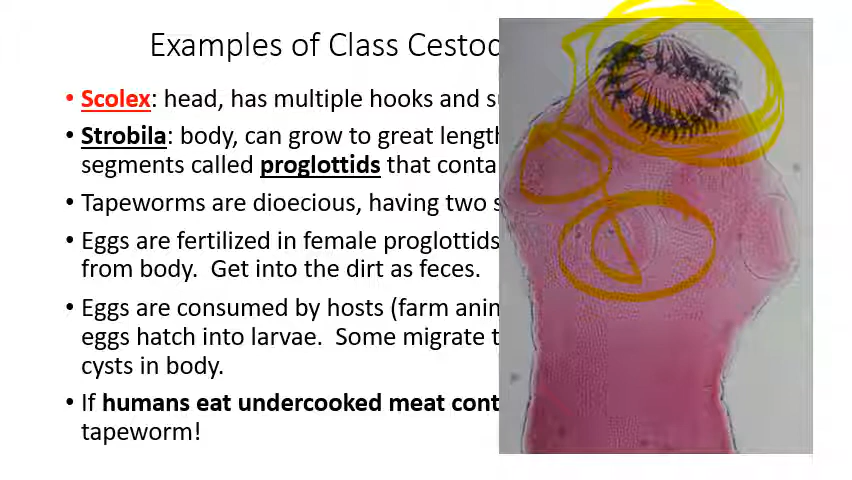 Examples of Class Cestod
• Scolex: head, has multiple hooks and su
• Strobila: body, can grow to great length
segments called proglottids that conta
• Tapeworms are dioecious, having two s
• Eggs are fertilized in female proglottids
from body. Get into the dirt as feces.
• Eggs are consumed by hosts (farm anim
eggs hatch into larvae. Some migrate t
cysts in body.
• If humans eat undercooked meat cont
tapeworm!